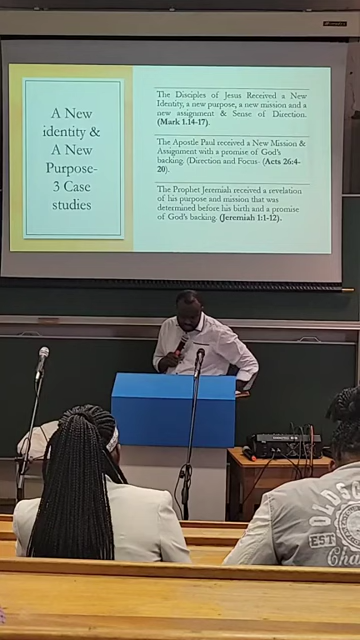 A New
identity &
A New
Purpose-
3 Case
studies
The Disciples of Jesus Received a New
Identity, a new purpose, a new mission and a
new assignment & Sense of Direction.
(Mark 1.14-17).
The Apostle Paul received a New Mission &
Assignment with a promise of God's
backing. (Direction and Focus- (Acts 26:4-
20).
The Prophet Jeremiah received a revelation
of his purpose and mission that was
determined before his birth and a promise
of God's backing. (Jeremiah 1:1-12).
OLDSC
EST
Cha